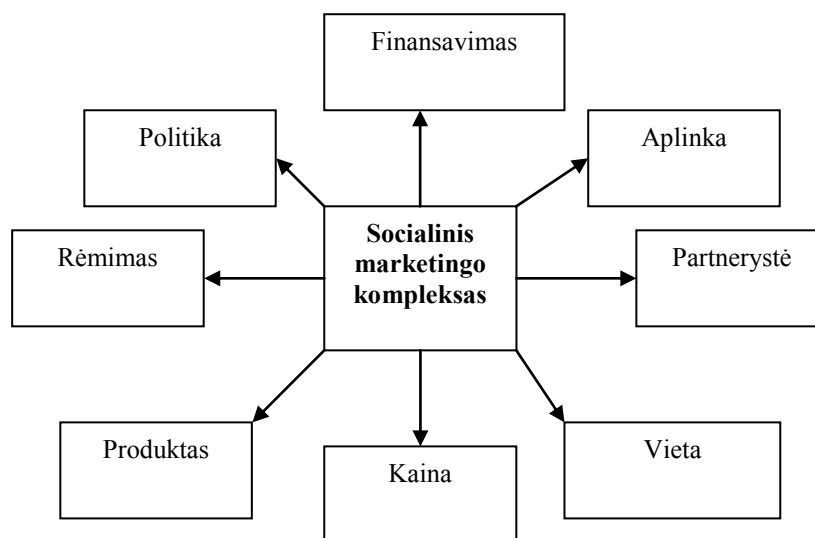 Finansavimas
Politika
Aplinka
Socialinis
marketingo
kompleksas
Rėmimas
Partnerystė
Produktas
Kaina
Vieta